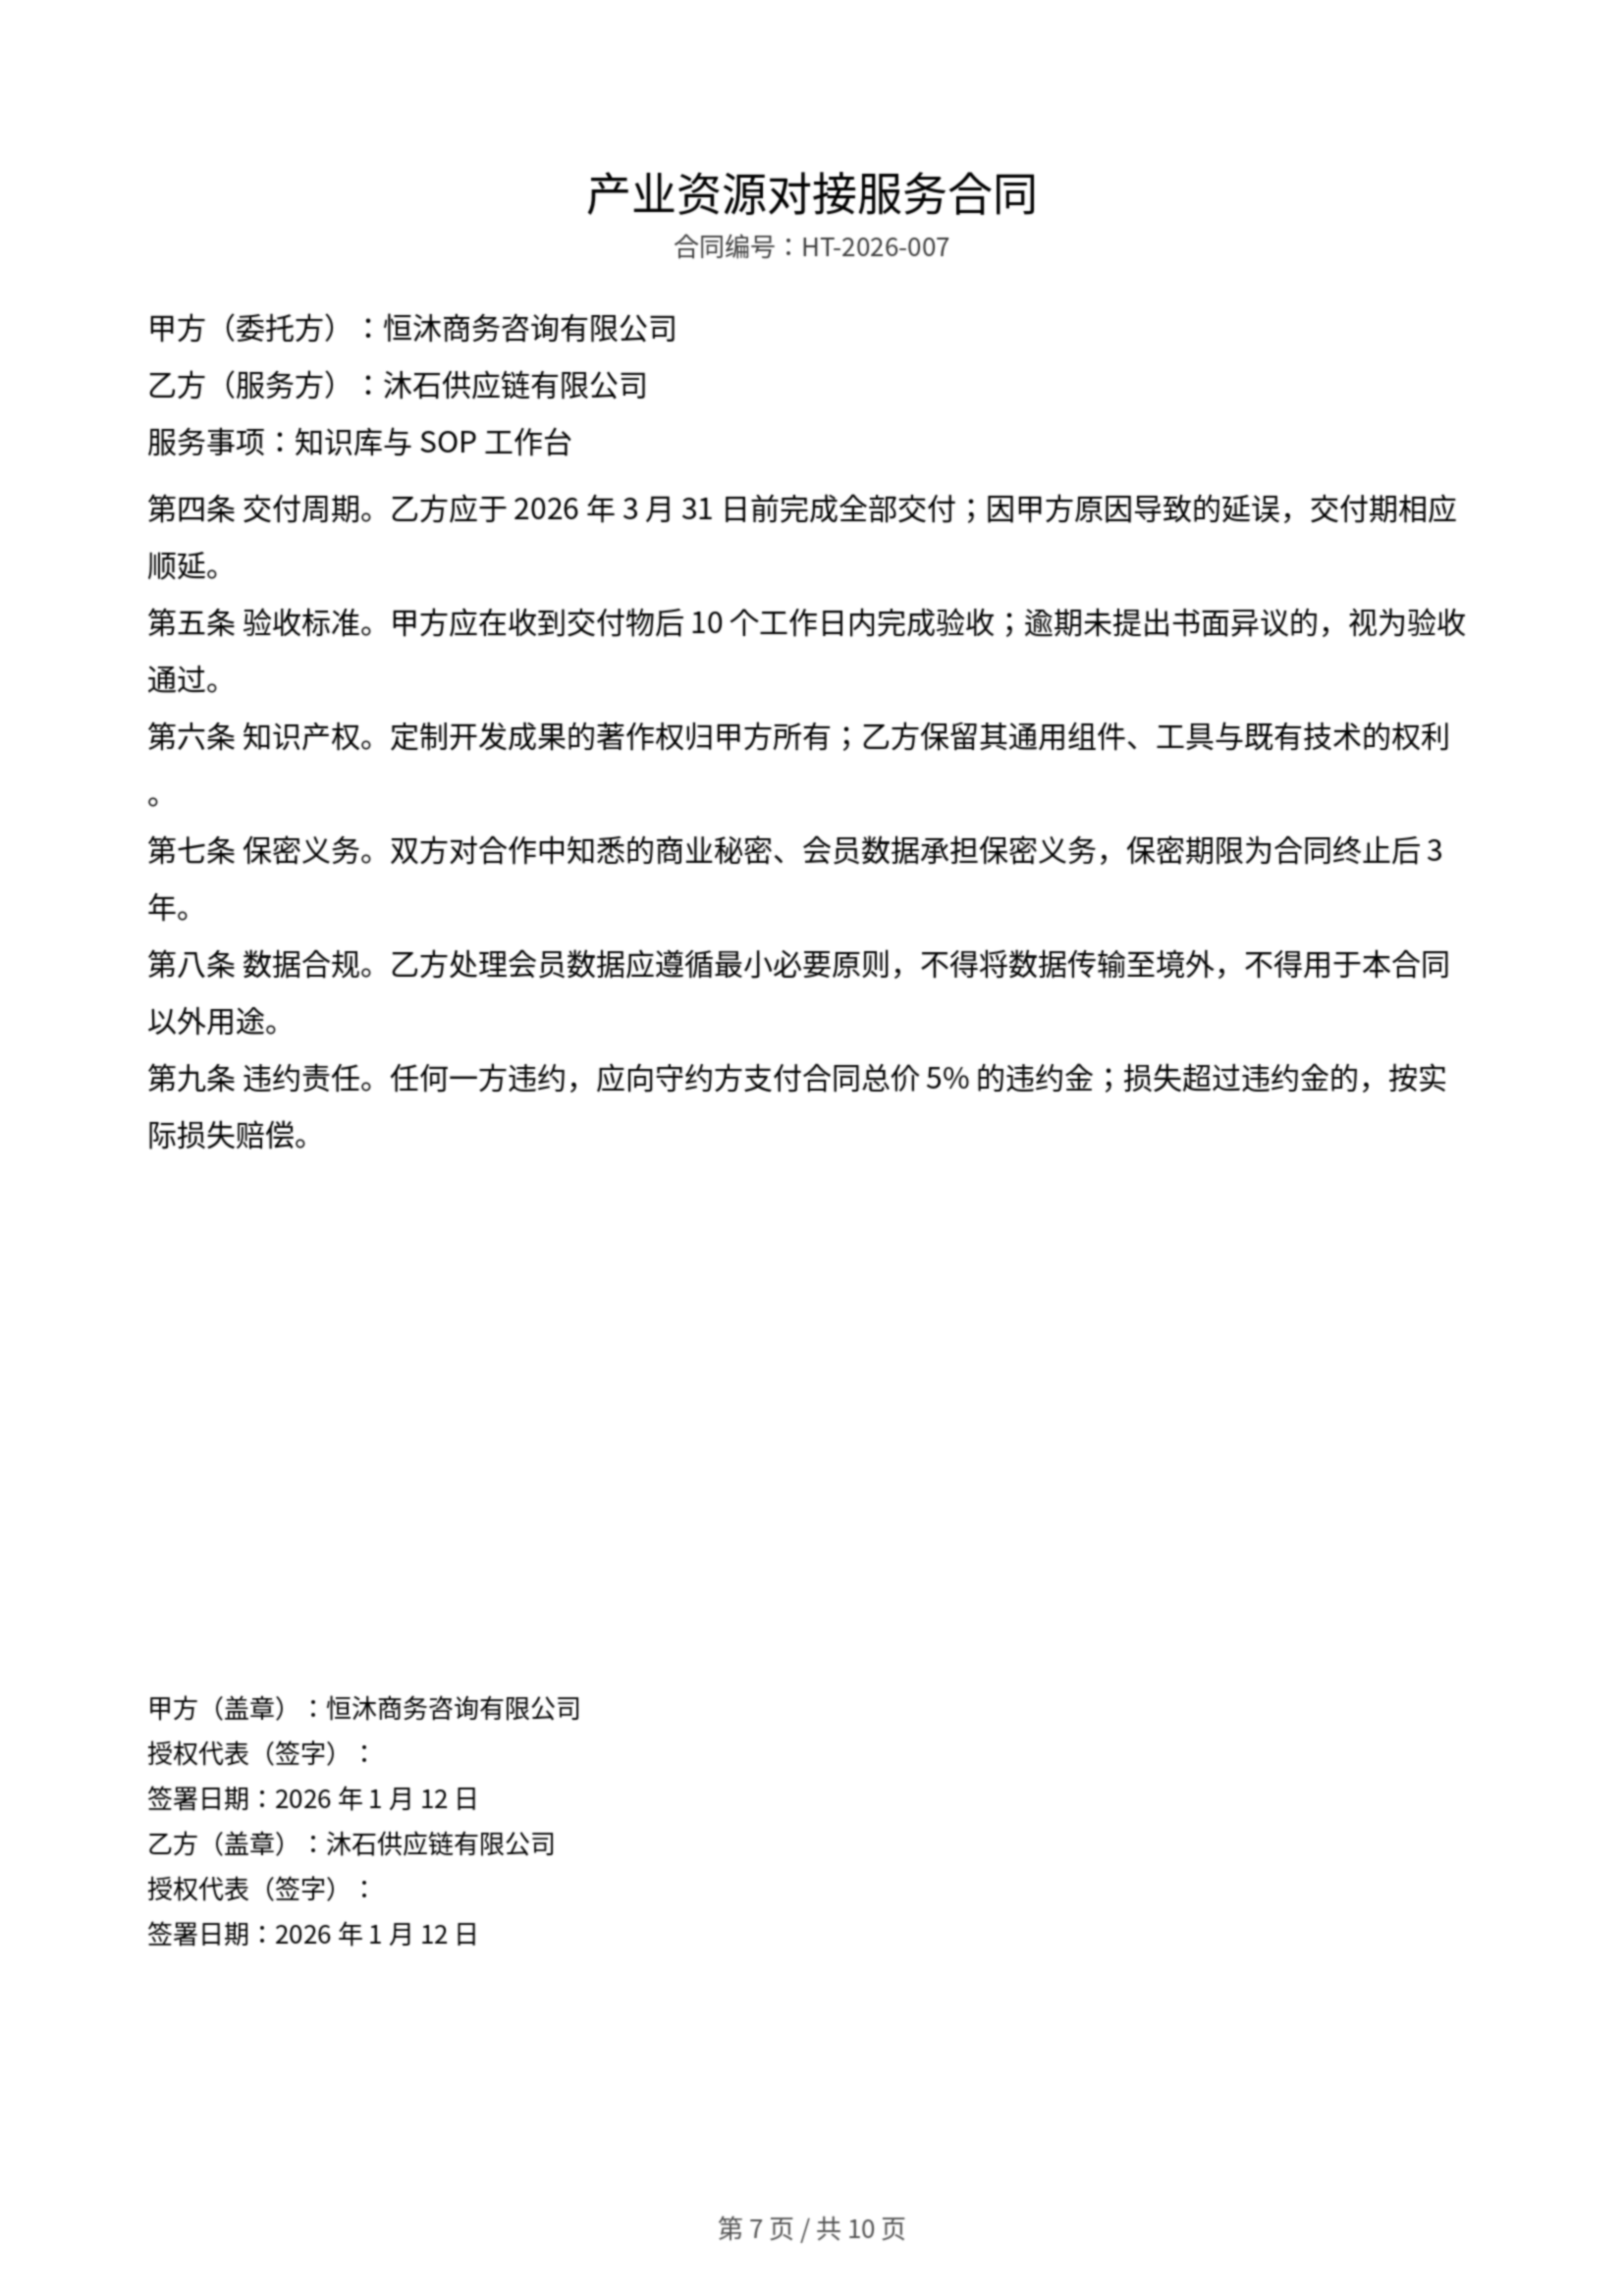 产业资源对接服务合同
合同编号：HT-2026-007
甲方（委托方）：恒沐商务咨询有限公司
乙方（服务方）：沐石供应链有限公司
服务事项：知识库与 SOP 工作台
第四条 交付周期。乙方应于 2026 年 3 月 31 日前完成全部交付；因甲方原因导致的延误，交付期相应
顺延。
第五条 验收标准。甲方应在收到交付物后 10 个工作日内完成验收；逾期未提出书面异议的，视为验收
通过。
第六条 知识产权。定制开发成果的著作权归甲方所有；乙方保留其通用组件、工具与既有技术的权利
。
第七条 保密义务。双方对合作中知悉的商业秘密、会员数据承担保密义务，保密期限为合同终止后 3
年。
第八条 数据合规。乙方处理会员数据应遵循最小必要原则，不得将数据传输至境外，不得用于本合同
以外用途。
第九条 违约责任。任何一方违约，应向守约方支付合同总价 5% 的违约金；损失超过违约金的，按实
际损失赔偿。
甲方（盖章）：恒沐商务咨询有限公司
授权代表（签字）：
签署日期：2026 年 1 月 12 日
乙方（盖章）：沐石供应链有限公司
授权代表（签字）：
签署日期：2026 年 1 月 12 日
第 7 页 / 共 10 页